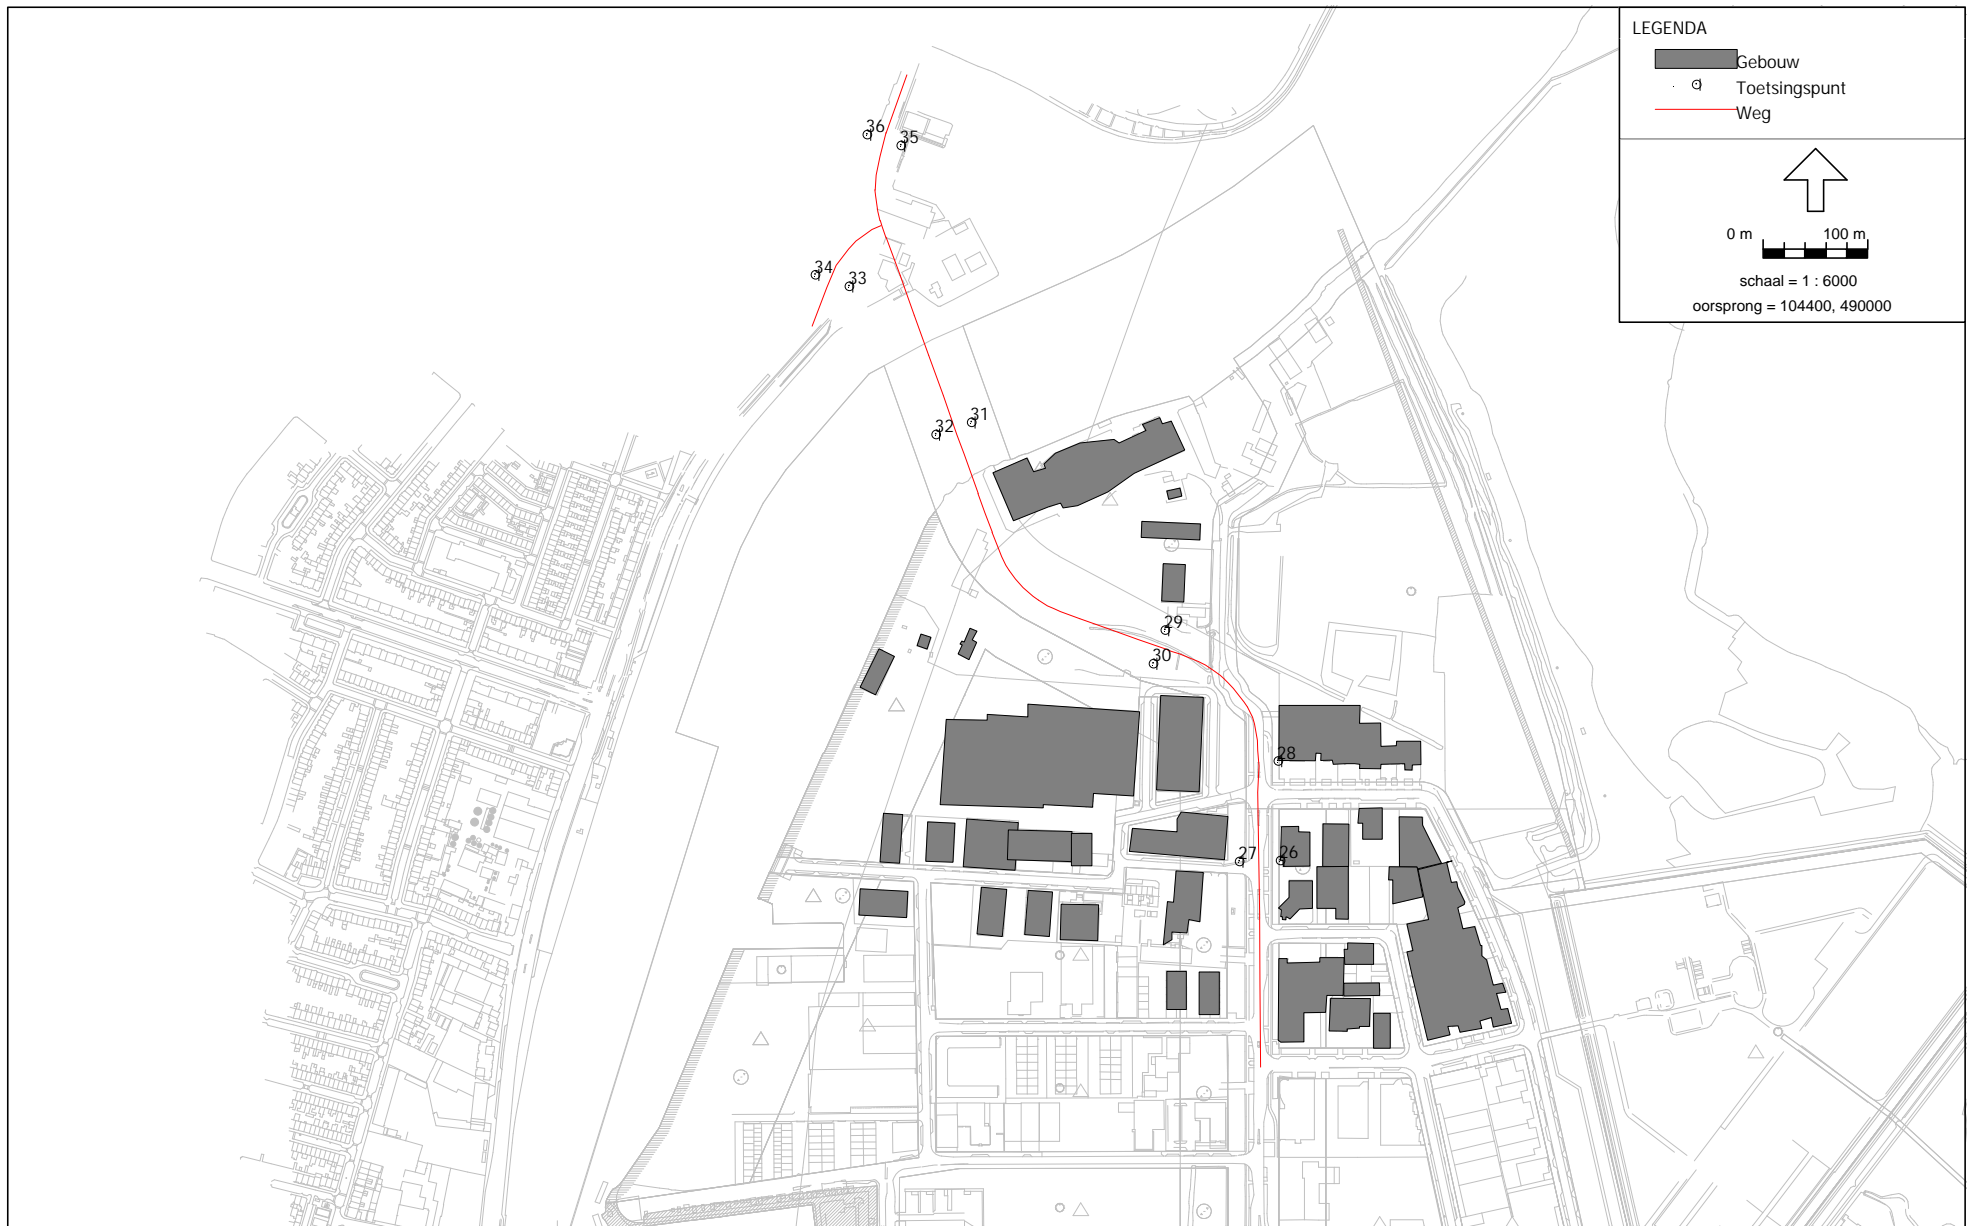 LEGENDA
Gebouw
Toetsingspunt
Weg
0 m 100 m
schaal = 1 : 6000
oorsprong = 104400, 490000
36
35
34
33
31
32
29
30
28
27
26